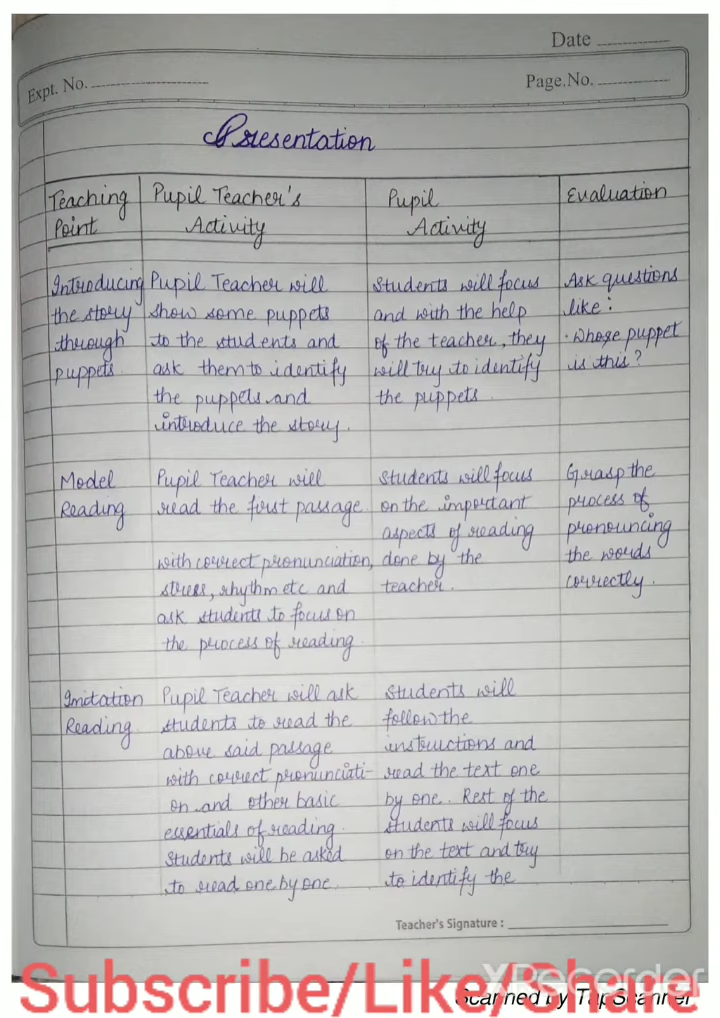 Date
Expt. No.
Page.No.
Presentation
Teaching Point
Pupil Teacher's Activity
Pupil Activity
Evaluation
Introducing
the story
through
puppets
Pupil Teacher will
show some puppets
to the students and
ask them to identify
the puppets and
introduce the story.
Students will focus
and with the help
of the teacher, they
will try to identify
the puppets.
Ask questions
like:
. Whose puppet
is this?
Model
Reading
Pupil Teacher will
read the first passage
with correct pronunciation,
stress, rhythm etc and
ask students to focus on
the process of reading.
Students will focus
on the important
aspects of reading
done by the
teacher.
Grasp the
process of
pronouncing
the words
correctly.
Imitation
Reading
Pupil Teacher will ask
students to read the
above said passage
with correct pronunciati-
on and other basic
essentials of reading.
Students will be asked
to read one by one.
Students will
follow the
instructions and
read the text one
by one. Rest of the
students will focus
on the text and try
to identify the
Teacher's Signature :
Subscribe/Like/Share
XRecorder
Scanned by TapScanner